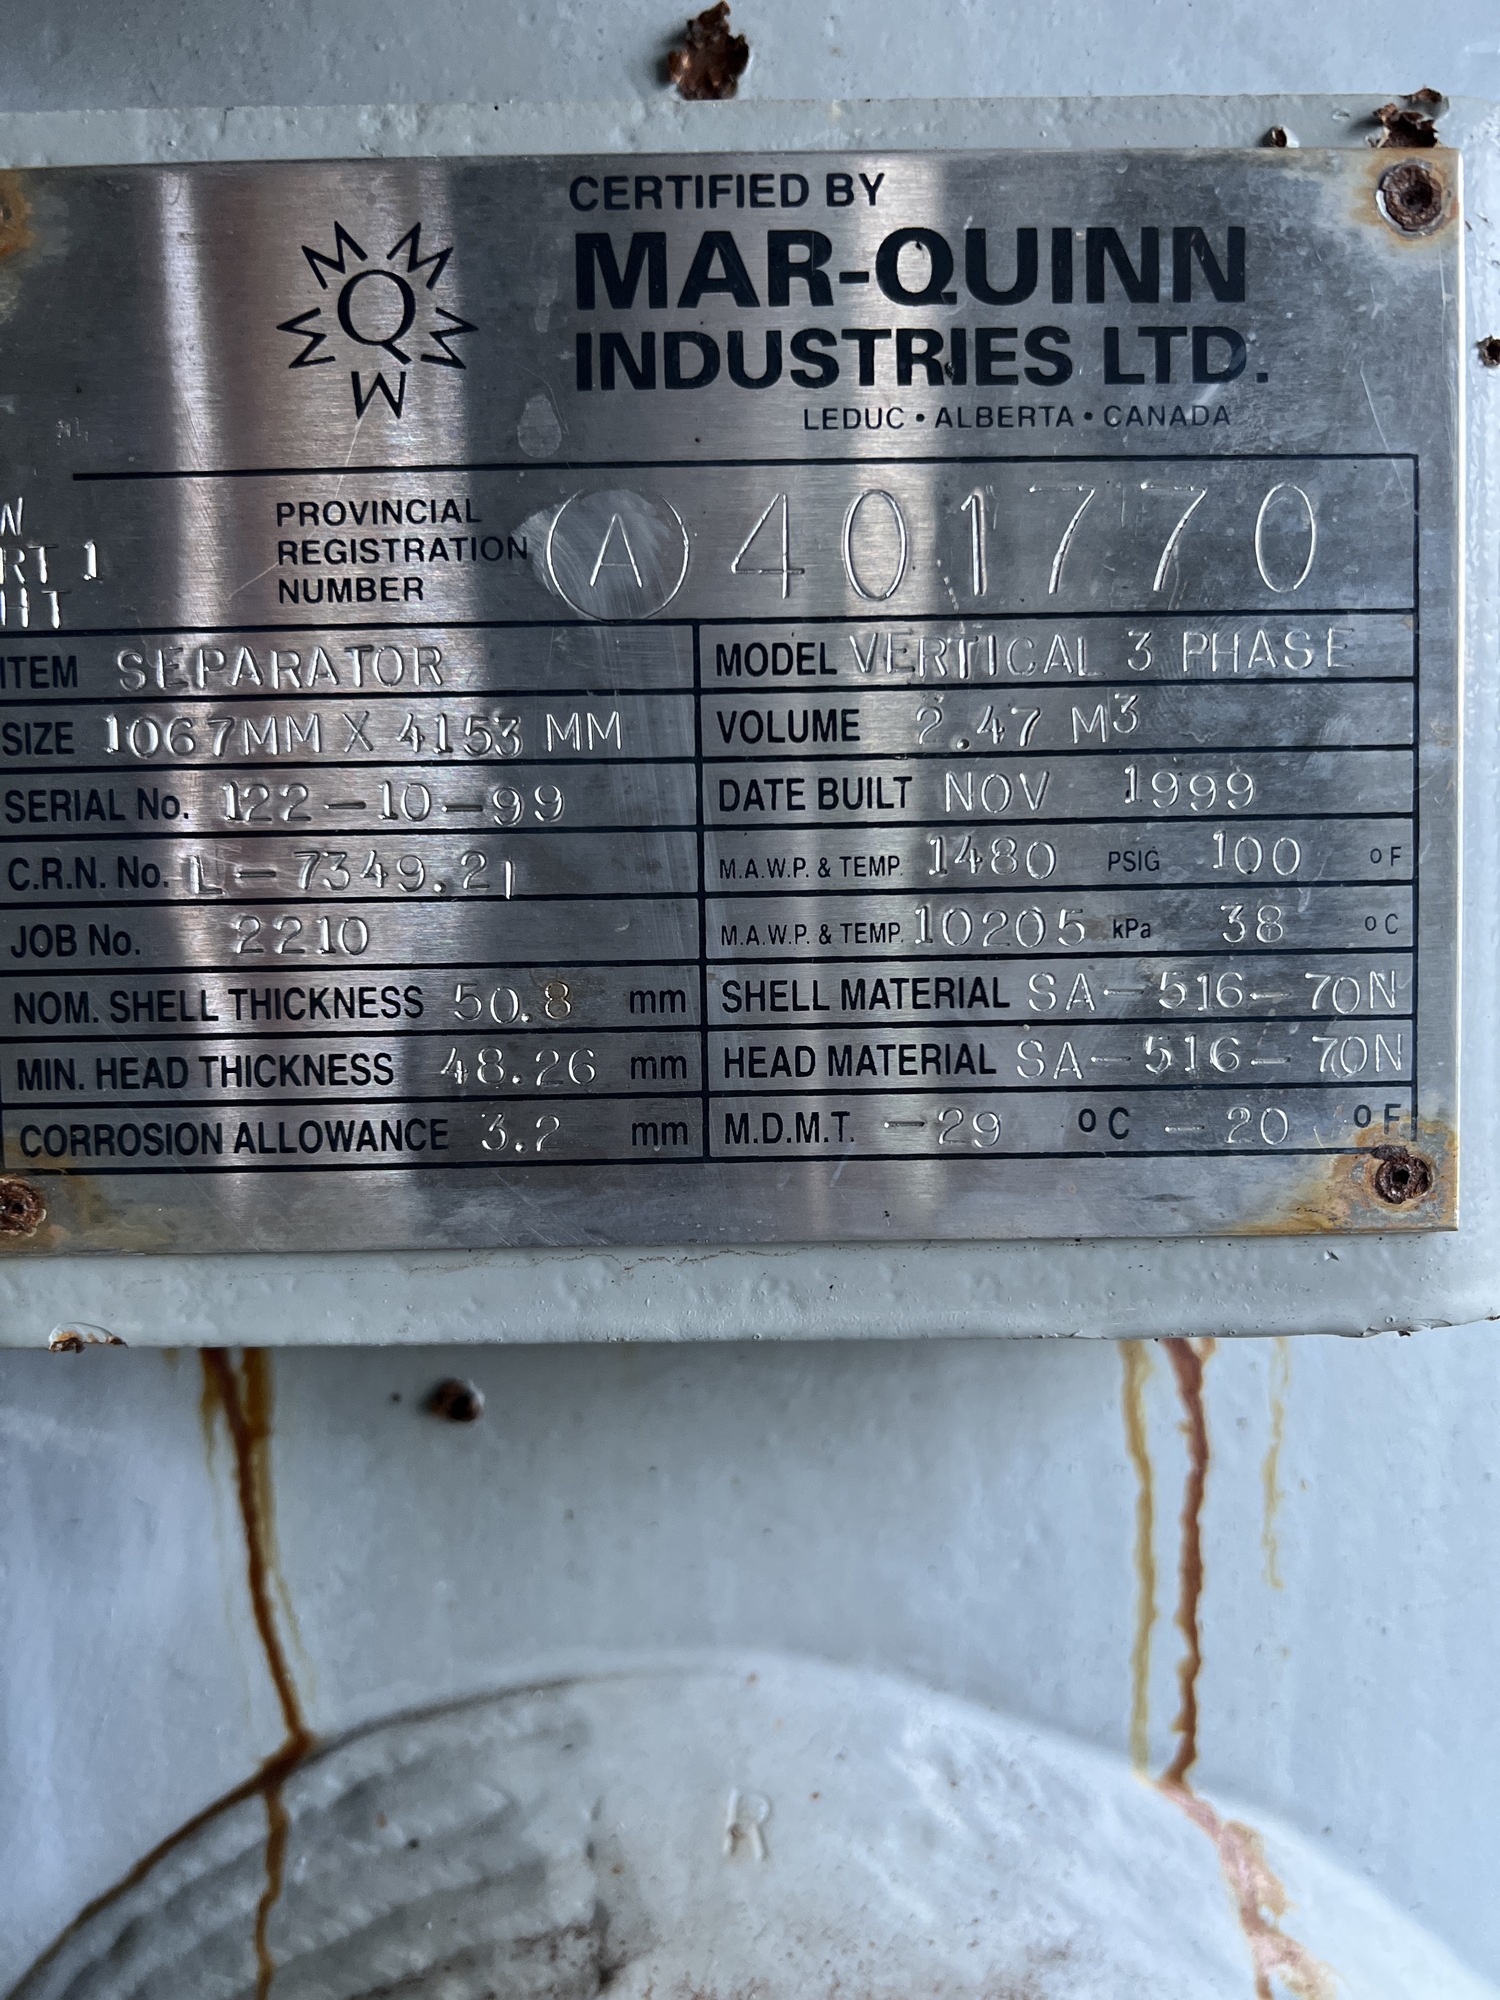 CERTIFIED BY
MAR-QUINN
INDUSTRIES LTD.
LEDUC • ALBERTA • CANADA
M M M M M M
Q
W
RT 1
HT
PROVINCIAL
REGISTRATION
NUMBER
A 401770
ITEM SEPARATOR
MODEL VERTICAL 3 PHASE
SIZE 1067MM X 4153 MM
VOLUME 2.47 M3
SERIAL No. 122-10-99
DATE BUILT NOV 1999
C.R.N. No. L-7349.21
M.A.W.P. & TEMP. 1480 PSIG 100 °F
JOB No. 2210
M.A.W.P. & TEMP. 10205 kPa 38 °C
NOM. SHELL THICKNESS 50.8 mm
SHELL MATERIAL SA-516-70N
MIN. HEAD THICKNESS 48.26 mm
HEAD MATERIAL SA-516-70N
CORROSION ALLOWANCE 3.2 mm
M.D.M.T. -29 °C -20 °F
R